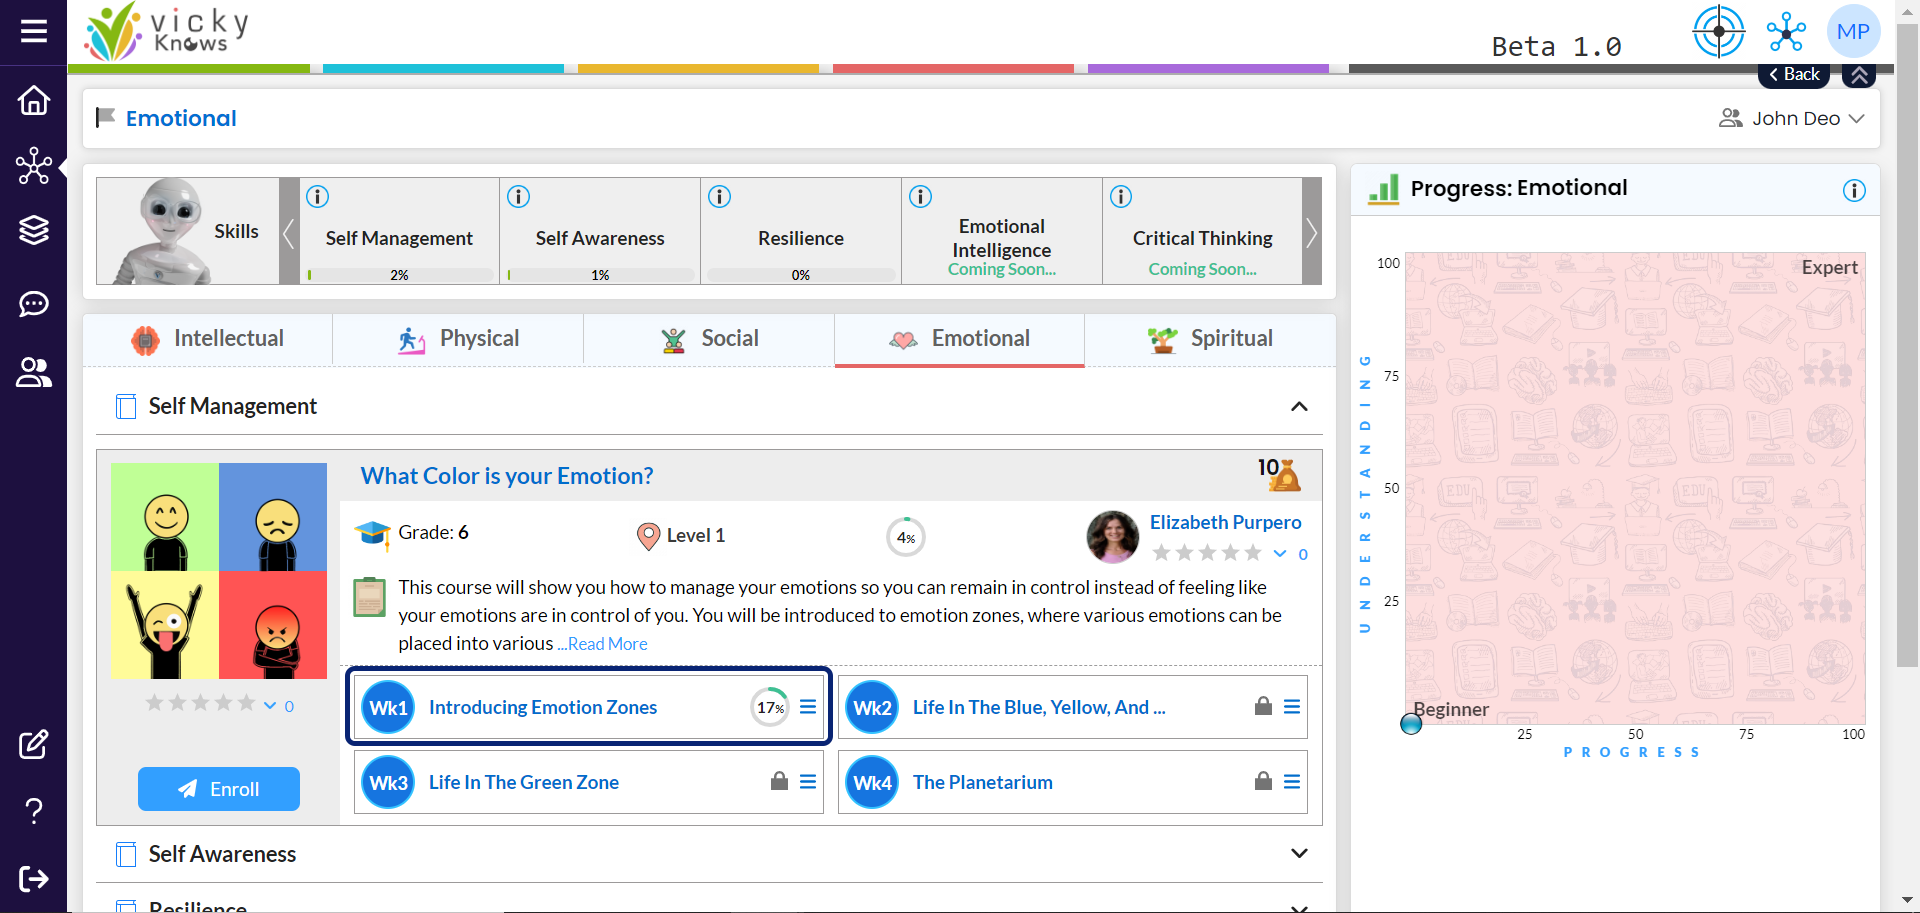 vicky
Knows
Beta 1.0
MP
Back
Emotional
John Deo
Skills
Self Management
2%
Self Awareness
1%
Resilience
0%
Emotional
Intelligence
Coming Soon...
Critical Thinking
Coming Soon...
Progress: Emotional
Intellectual
Physical
Social
Emotional
Spiritual
Self Management
What Color is your Emotion?
10
Grade: 6
Level 1
4%
Elizabeth Purpero
0
This course will show you how to manage your emotions so you can remain in control instead of feeling like
your emotions are in control of you. You will be introduced to emotion zones, where various emotions can be
placed into various ...Read More
0
Enroll
Wk1
Introducing Emotion Zones
17%
Wk2
Life In The Blue, Yellow, And ...
Wk3
Life In The Green Zone
Wk4
The Planetarium
Self Awareness
Resilience
100
75
50
25
UNDERSTANDING
Expert
Beginner
25
50
75
100
PROGRESS